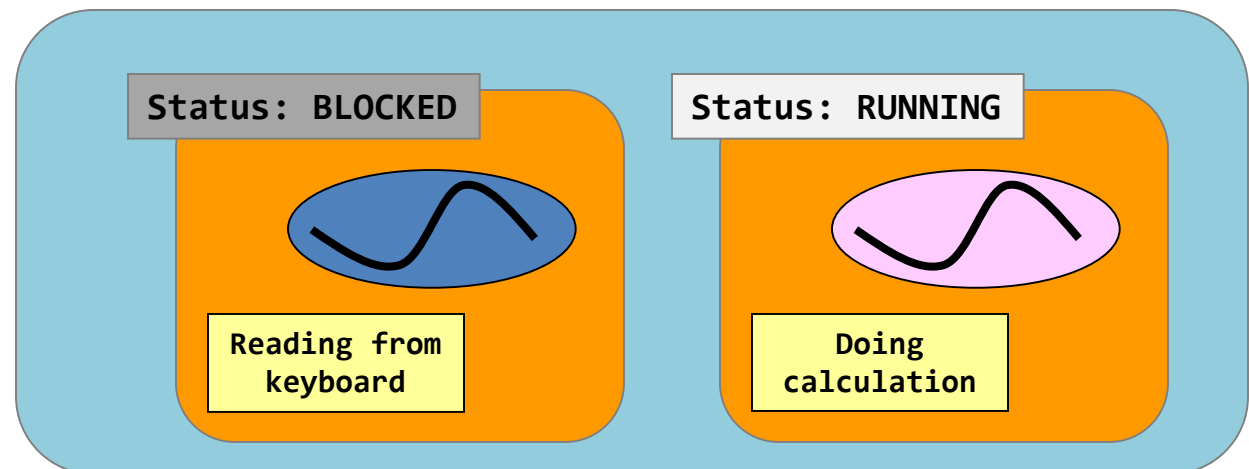 Status: BLOCKED
Status: RUNNING
Reading from
keyboard
Doing
calculation